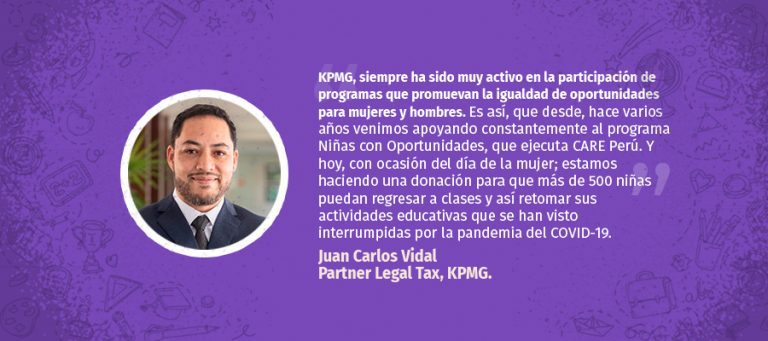 KPMG, siempre ha sido muy activo en la participación de
programas que promuevan la igualdad de oportunidades
para mujeres y hombres. Es así, que desde, hace varios
años venimos apoyando constantemente al programa
Niñas con Oportunidades, que ejecuta CARE Perú. Y
hoy, con ocasión del día de la mujer; estamos
haciendo una donación para que más de 500 niñas
puedan regresar a clases y así retomar sus
actividades educativas que se han visto
interrumpidas por la pandemia del COVID-19.
Juan Carlos Vidal
Partner Legal Tax, KPMG.